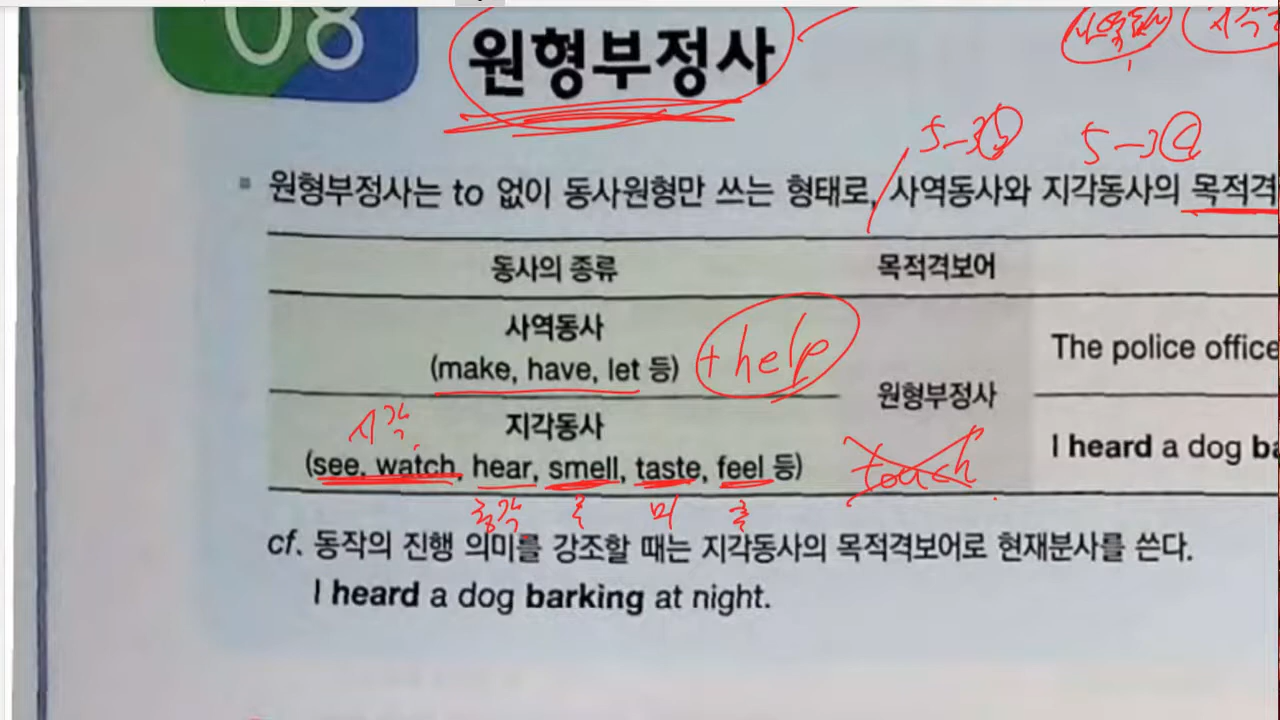 08
원형부정사
5-3ⓑ 5-3
원형부정사는 to 없이 동사원형만 쓰는 형태로, 사역동사와 지각동사의 목적격
동사의 종류 목적격보어
사역동사
(make, have, let 등) + help
The police office
원형부정사
시각 지각동사
(see, watch, hear, smell, taste, feel 등) touch
I heard a dog ba
청각 후 미 촉
cf. 동작의 진행 의미를 강조할 때는 지각동사의 목적격보어로 현재분사를 쓴다.
I heard a dog barking at night.